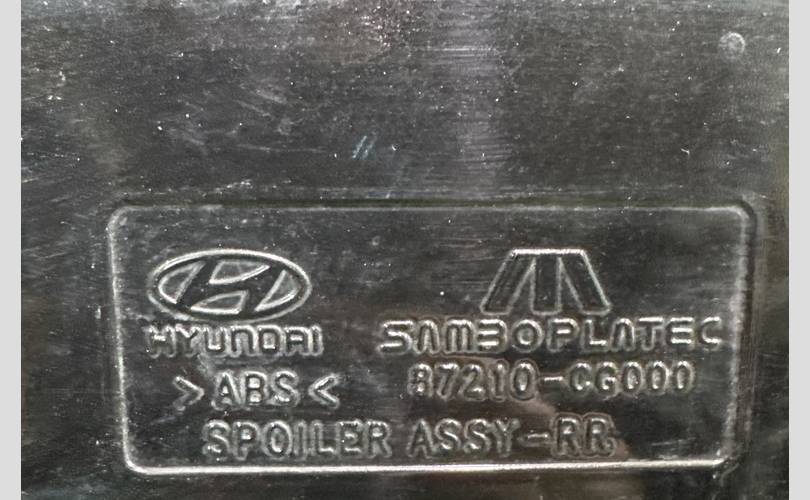 HYUNDAI SAMBOPLATEC
>ABS< 87210-CG000
SPOILER ASSY-RR